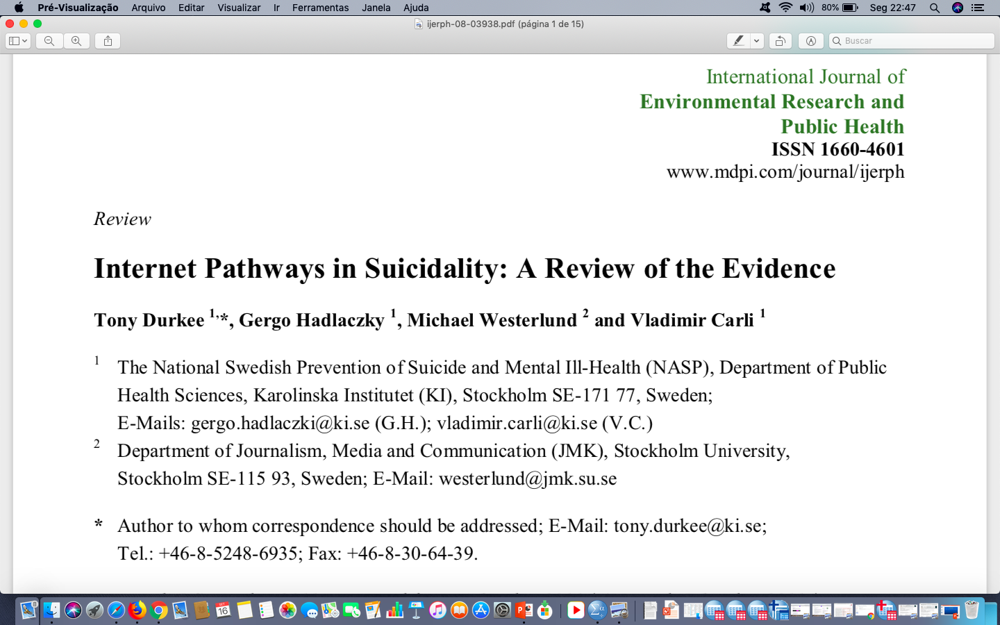 Pré-Visualização Arquivo Editar Visualizar Ir Ferramentas Janela Ajuda 80% Seg 22:47
ijerph-08-03938.pdf (página 1 de 15)
Buscar
International Journal of
Environmental Research and
Public Health
ISSN 1660-4601
www.mdpi.com/journal/ijerph
Review
Internet Pathways in Suicidality: A Review of the Evidence
Tony Durkee 1,*, Gergo Hadlaczky 1, Michael Westerlund 2 and Vladimir Carli 1
1 The National Swedish Prevention of Suicide and Mental Ill-Health (NASP), Department of Public
Health Sciences, Karolinska Institutet (KI), Stockholm SE-171 77, Sweden;
E-Mails: gergo.hadlaczki@ki.se (G.H.); vladimir.carli@ki.se (V.C.)
2 Department of Journalism, Media and Communication (JMK), Stockholm University,
Stockholm SE-115 93, Sweden; E-Mail: westerlund@jmk.su.se
* Author to whom correspondence should be addressed; E-Mail: tony.durkee@ki.se;
Tel.: +46-8-5248-6935; Fax: +46-8-30-64-39.
16